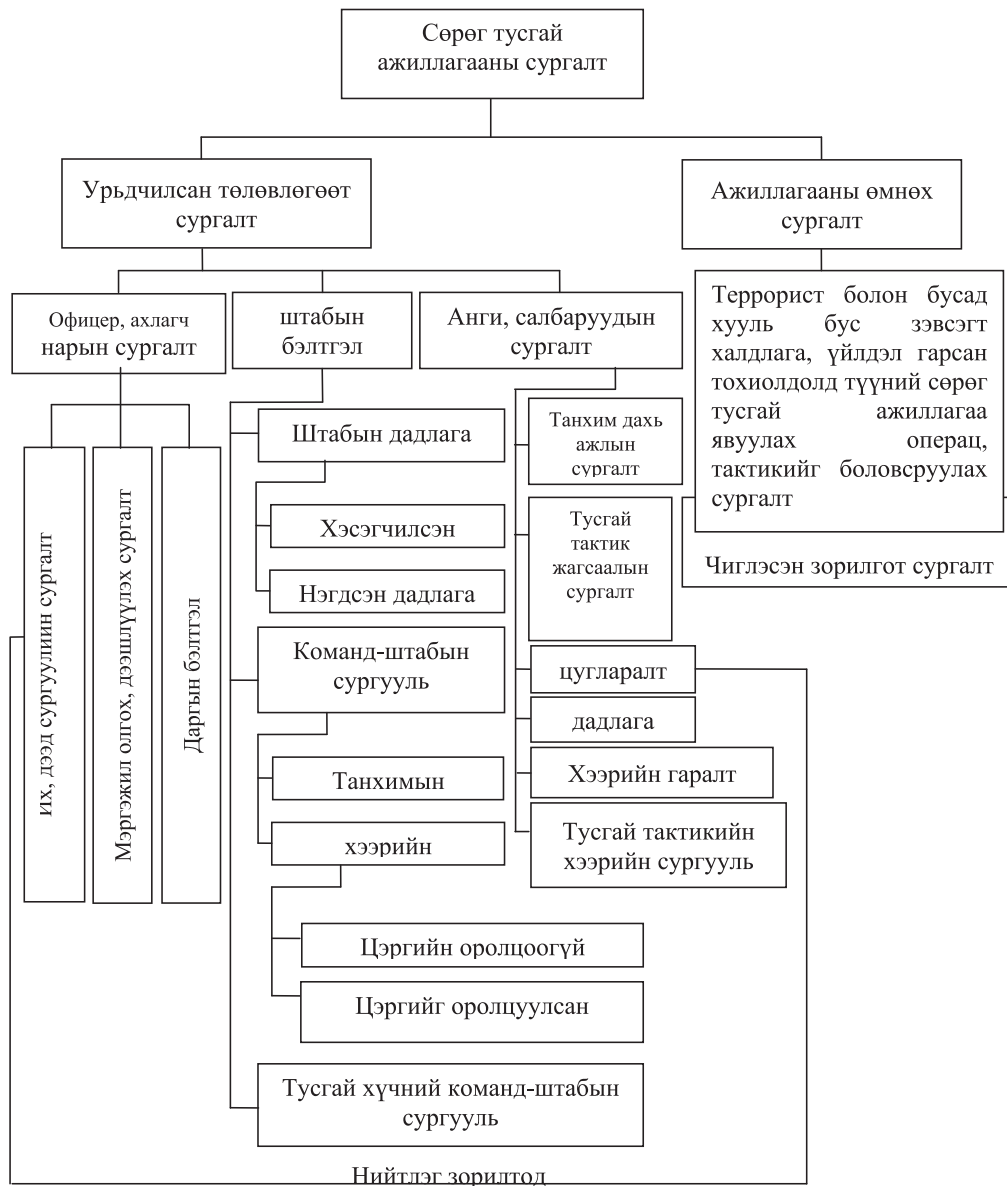 Сөрөг тусгай
ажиллагааны сургалт
Урьдчилсан төлөвлөгөөт
сургалт
Ажиллагааны өмнөх
сургалт
Офицер, ахлагч
нарын сургалт
штабын
бэлтгэл
Анги, салбаруудын
сургалт
Террорист болон бусад
хууль бус зэвсэгт
халдлага, үйлдэл гарсан
тохиолдолд түүний сөрөг
тусгай ажиллагаа
явуулах операц,
тактикийг боловсруулах
сургалт
Чиглэсэн зорилгот сургалт
их, дээд сургуулийн сургалт
Мэргэжил олгох, дээшлүүлэх сургалт
Даргын бэлтгэл
Штабын дадлага
Хэсэгчилсэн
Нэгдсэн дадлага
Команд-штабын
сургууль
Танхимын
хээрийн
Цэргийн оролцоогүй
Цэргийг оролцуулсан
Тусгай хүчний команд-штабын
сургууль
Танхим дахь
ажлын
сургалт
Тусгай
тактик
жагсаалын
сургалт
цугларалт
дадлага
Хээрийн гаралт
Тусгай тактикийн
хээрийн сургууль
Нийтлэг зорилтод